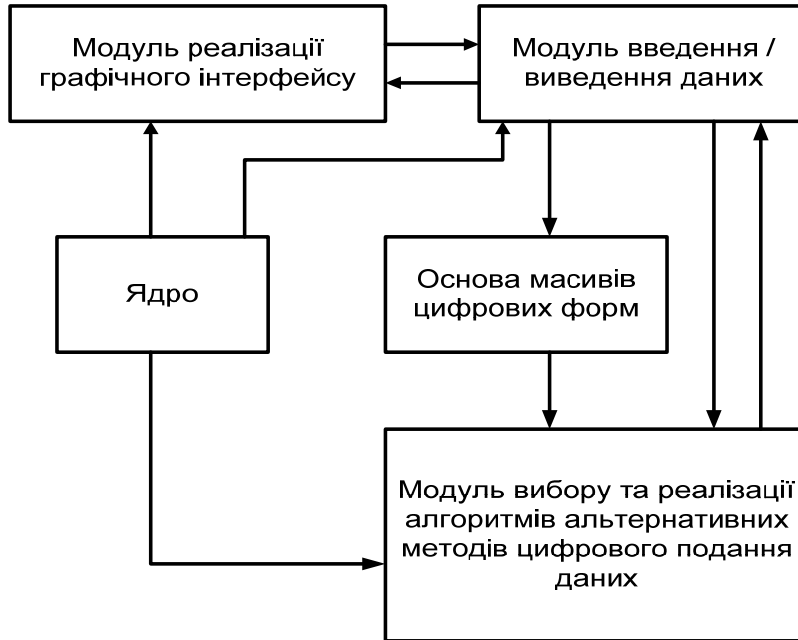 Модуль реалізації
графічного інтерфейсу
Модуль введення /
виведення даних
Ядро
Основа масивів
цифрових форм
Модуль вибору та реалізації
алгоритмів альтернативних
методів цифрового подання
даних